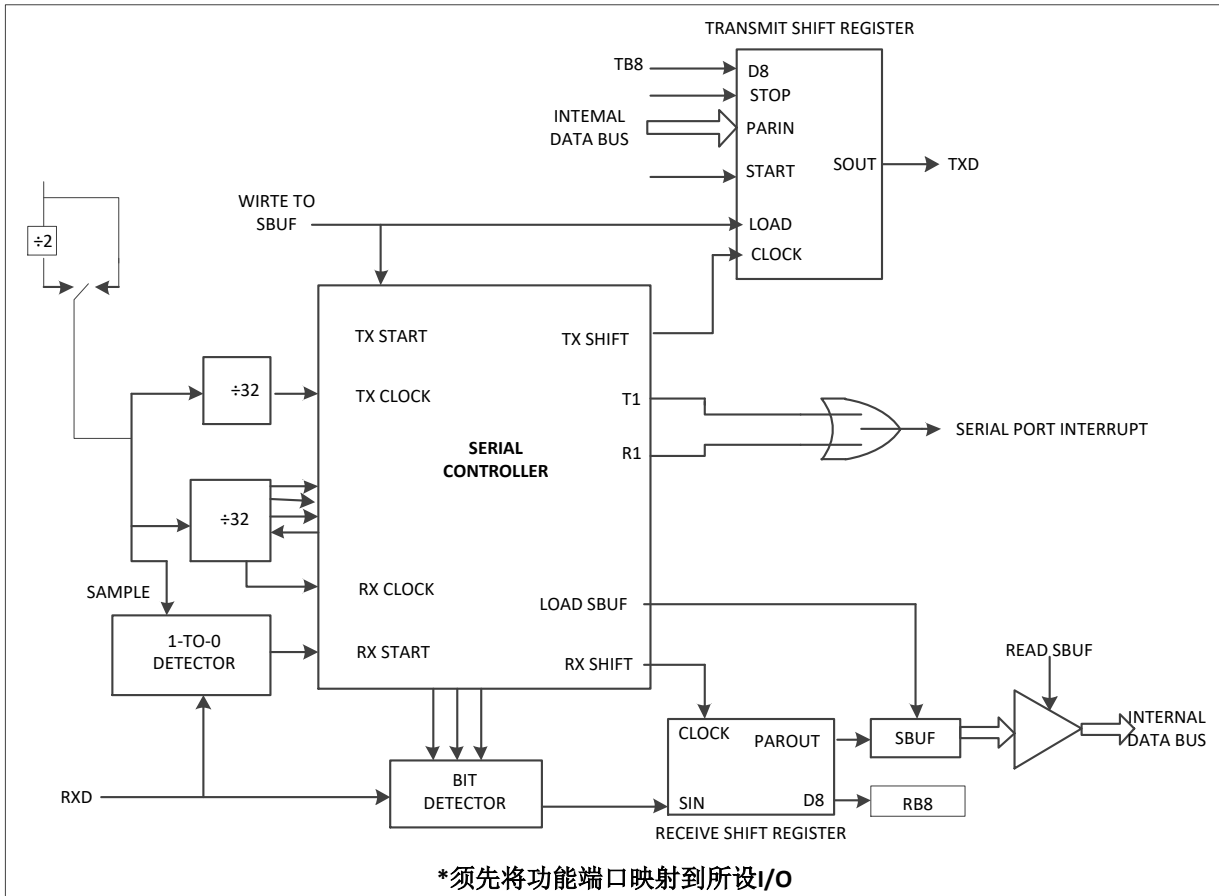 TRANSMIT SHIFT REGISTER
TB8
D8
STOP
INTEMAL
DATA BUS
PARIN
START
SOUT
TXD
WIRTE TO
SBUF
LOAD
CLOCK
÷2
TX START
TX SHIFT
÷32
TX CLOCK
T1
SERIAL PORT INTERRUPT
SERIAL
CONTROLLER
R1
÷32
SAMPLE
RX CLOCK
LOAD SBUF
1-TO-0
DETECTOR
RX START
RX SHIFT
READ SBUF
CLOCK
PAROUT
SBUF
INTERNAL
DATA BUS
RXD
BIT
DETECTOR
SIN
D8
RB8
RECEIVE SHIFT REGISTER
*须先将功能端口映射到所设I/O